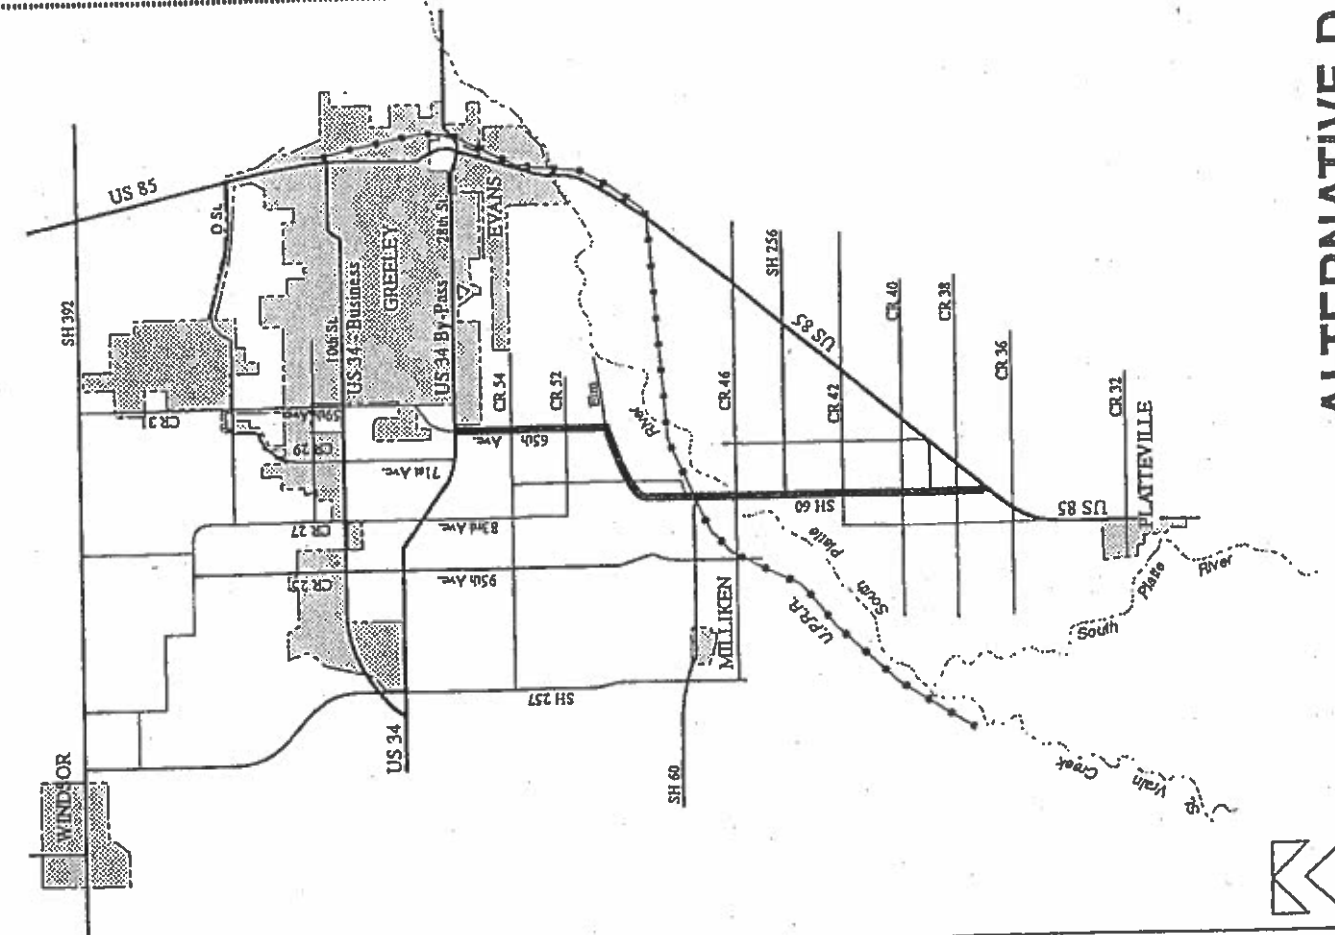 ALTERNATIVE
US 85
O St.
SH 392
10th St.
US 34 - Business
GREELEY
US 34 By-Pass
28th St.
EVANS
CR 54
CR 52
Elm
River
CR 46
SH 256
US 85
CR 42
CR 40
CR 38
CR 36
CR 32
PLATTEVILLE
US 85
CR 31
59th Ave.
CR 29
71st Ave.
65th
Ave.
CR 27
83rd Ave.
CR 25
95th Ave.
SH 60
Platte
South
U.P.R.R.
MILLIKEN
SH 257
US 34
SH 60
WINDSOR
South
Platte
River
St.
Vrain
Creek